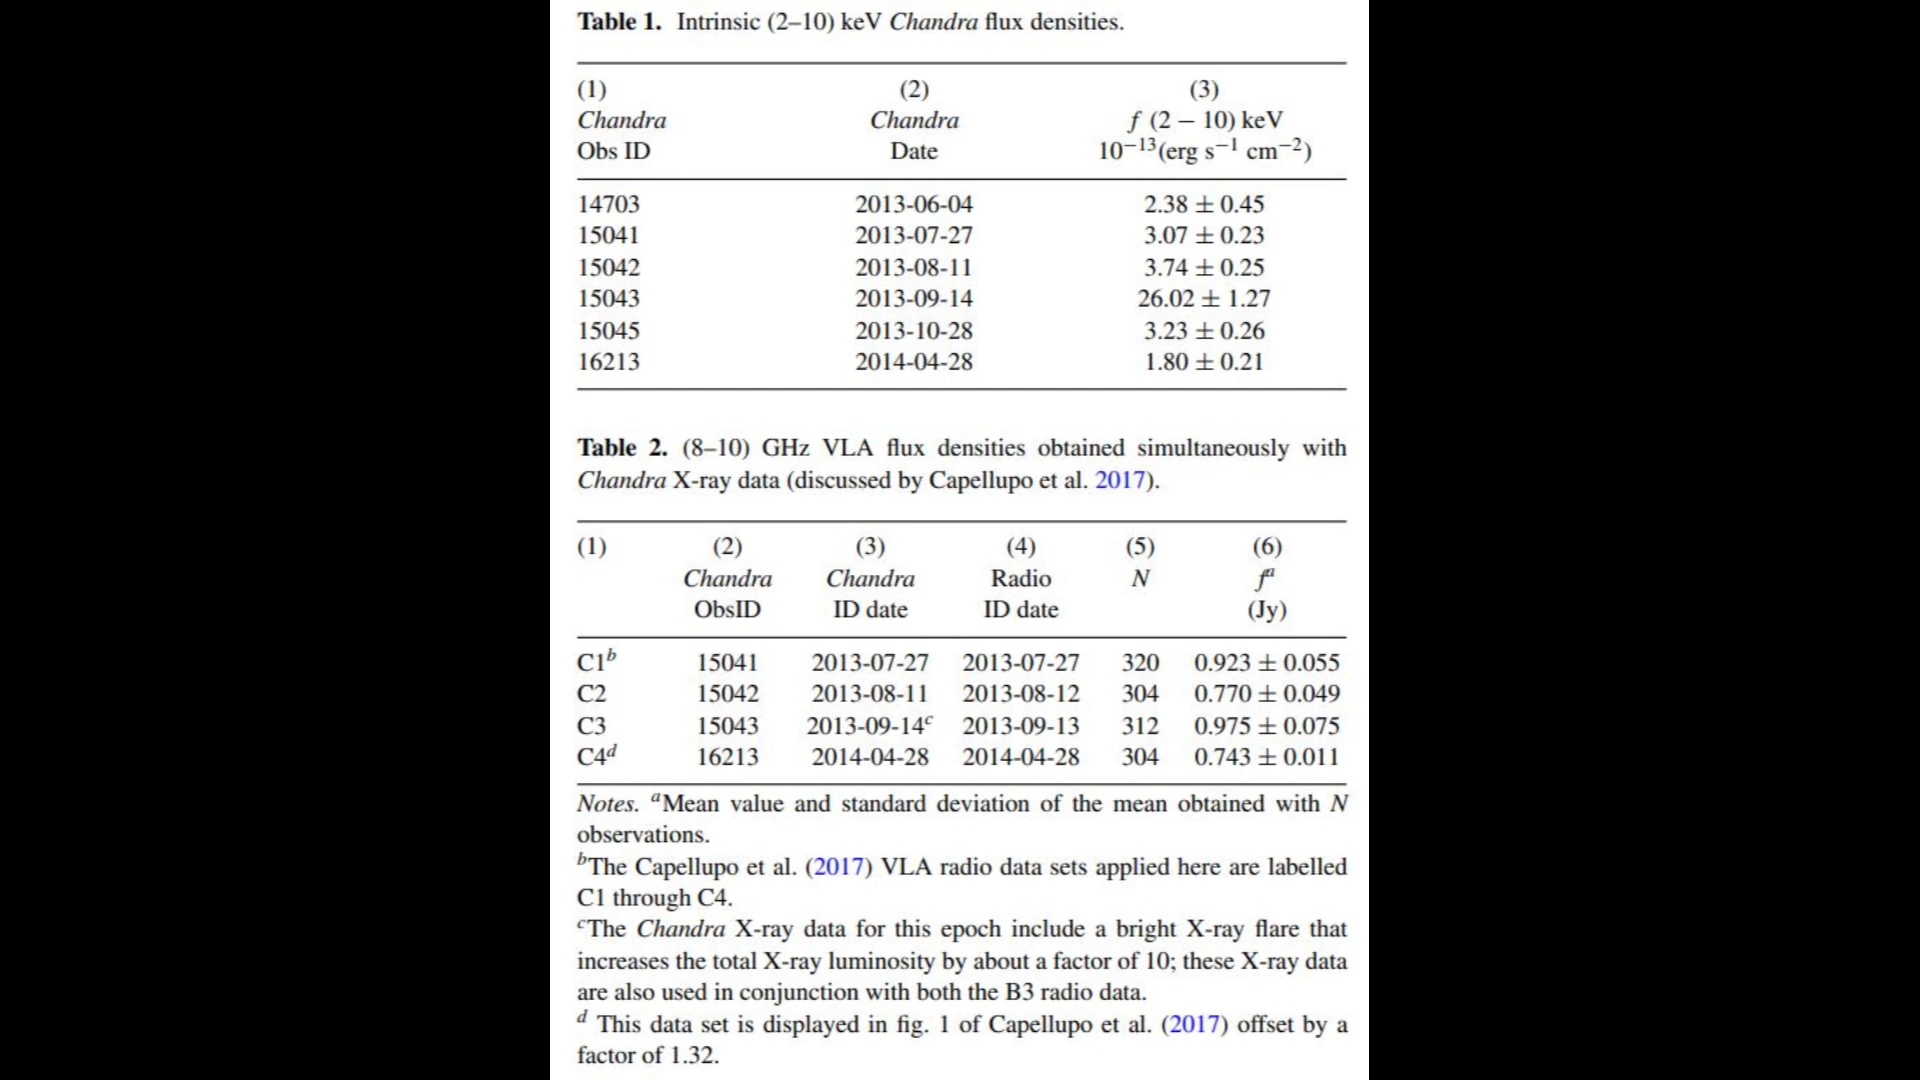 Table 1. Intrinsic (2–10) keV Chandra flux densities.
(1) (2) (3)
Chandra Chandra f (2 − 10) keV
Obs ID Date 10⁻¹³(erg s⁻¹ cm⁻²)
14703 2013-06-04 2.38 ± 0.45
15041 2013-07-27 3.07 ± 0.23
15042 2013-08-11 3.74 ± 0.25
15043 2013-09-14 26.02 ± 1.27
15045 2013-10-28 3.23 ± 0.26
16213 2014-04-28 1.80 ± 0.21
Table 2. (8–10) GHz VLA flux densities obtained simultaneously with
Chandra X-ray data (discussed by Capellupo et al. 2017).
(1) (2) (3) (4) (5) (6)
Chandra Chandra Radio N fᵃ
ObsID ID date ID date (Jy)
C1ᵇ 15041 2013-07-27 2013-07-27 320 0.923 ± 0.055
C2 15042 2013-08-11 2013-08-12 304 0.770 ± 0.049
C3 15043 2013-09-14ᶜ 2013-09-13 312 0.975 ± 0.075
C4ᵈ 16213 2014-04-28 2014-04-28 304 0.743 ± 0.011
Notes. ᵃMean value and standard deviation of the mean obtained with N
observations.
ᵇThe Capellupo et al. (2017) VLA radio data sets applied here are labelled
C1 through C4.
ᶜThe Chandra X-ray data for this epoch include a bright X-ray flare that
increases the total X-ray luminosity by about a factor of 10; these X-ray data
are also used in conjunction with both the B3 radio data.
ᵈ This data set is displayed in fig. 1 of Capellupo et al. (2017) offset by a
factor of 1.32.